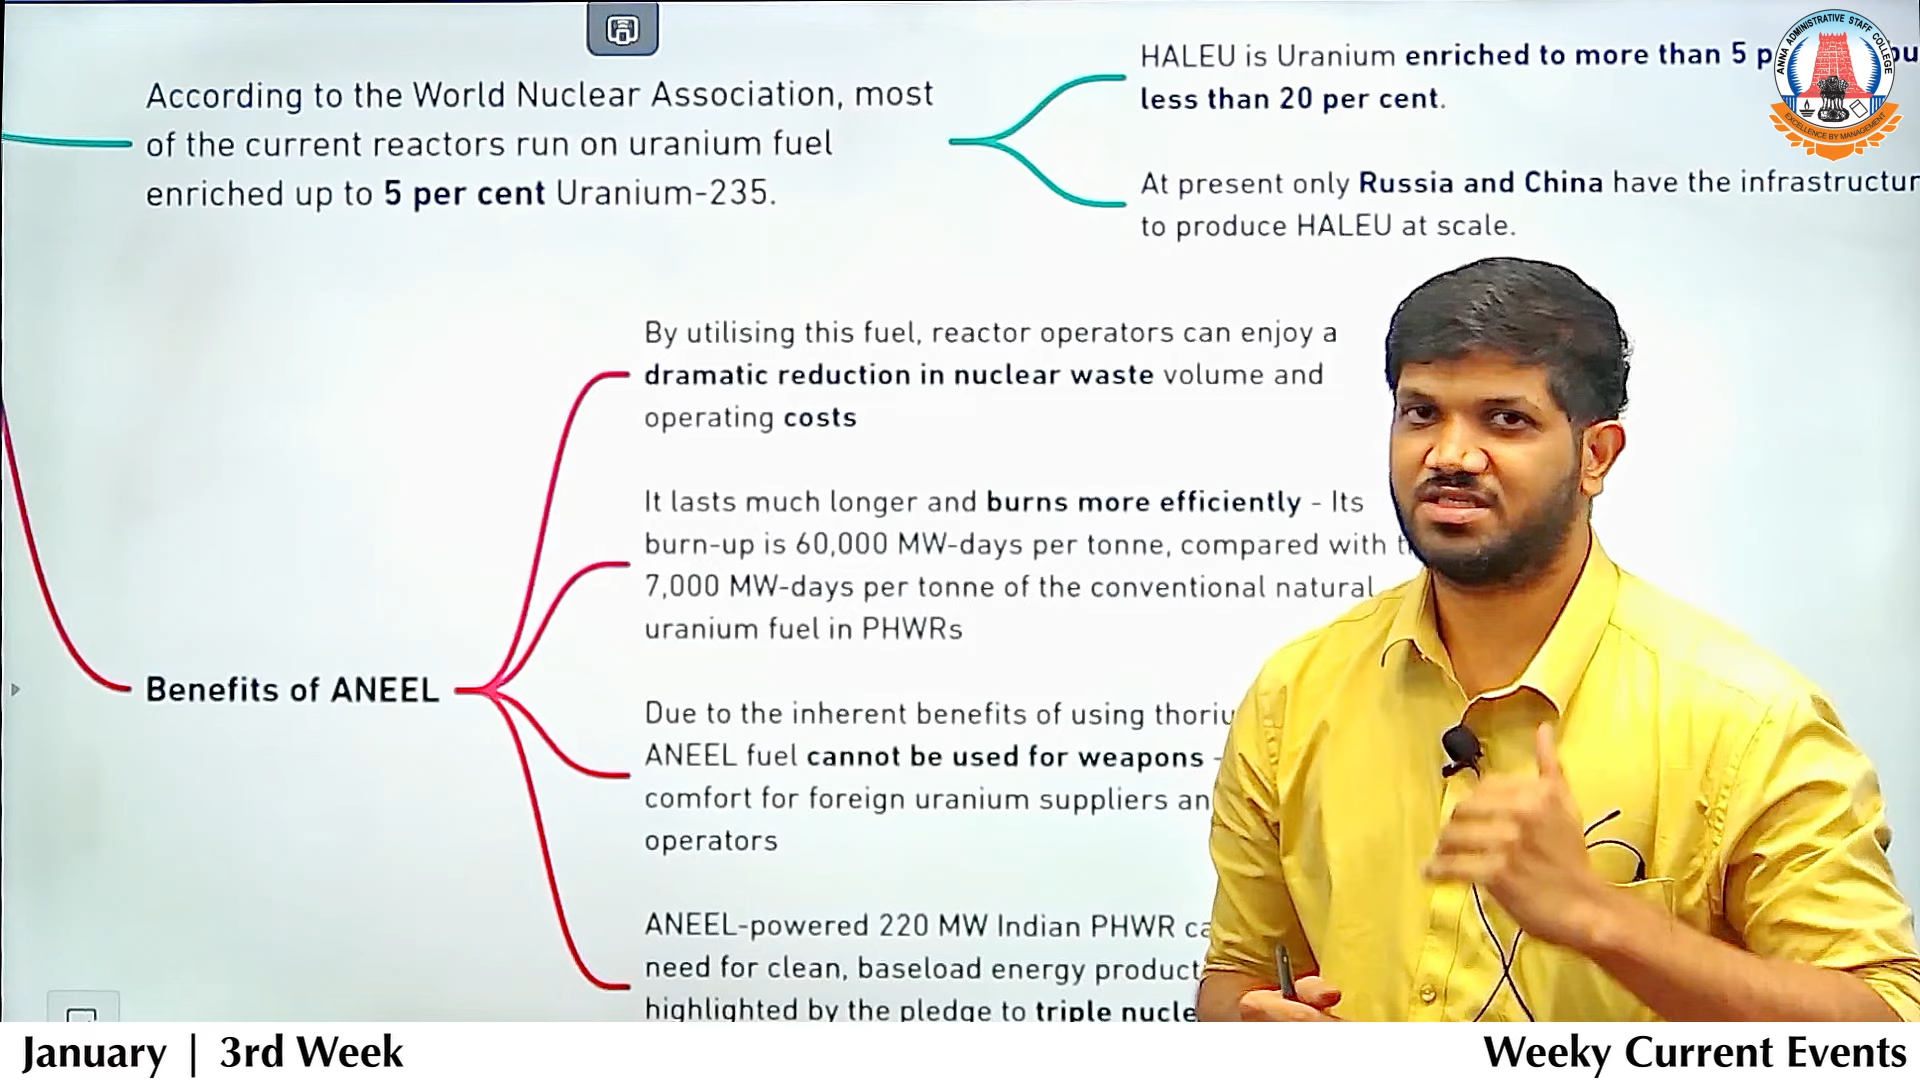 According to the World Nuclear Association, most
of the current reactors run on uranium fuel
enriched up to 5 per cent Uranium-235.
HALEU is Uranium enriched to more than 5 p
less than 20 per cent.
At present only Russia and China have the infrastructur
to produce HALEU at scale.
ANNA ADMINISTRATIVE STAFF COLLEGE
EXCELLENCE BY MANAGEMENT
Benefits of ANEEL
By utilising this fuel, reactor operators can enjoy a
dramatic reduction in nuclear waste volume and
operating costs
It lasts much longer and burns more efficiently - Its
burn-up is 60,000 MW-days per tonne, compared with t
7,000 MW-days per tonne of the conventional natural
uranium fuel in PHWRs
Due to the inherent benefits of using thoriu
ANEEL fuel cannot be used for weapons -
comfort for foreign uranium suppliers an
operators
ANEEL-powered 220 MW Indian PHWR ca
need for clean, baseload energy product
highlighted by the pledge to triple nucle
January | 3rd Week
Weeky Current Events